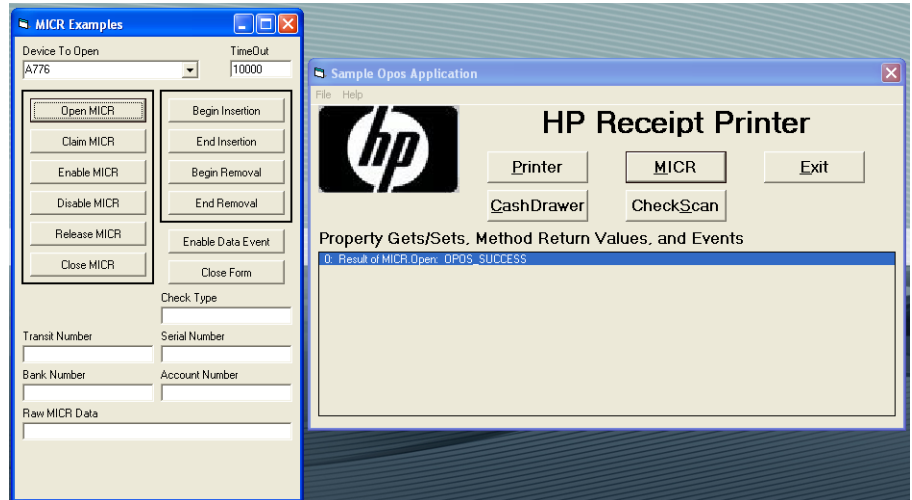 MICR Examples
Device To Open TimeOut
A776 10000
Open MICR Begin Insertion
Claim MICR End Insertion
Enable MICR Begin Removal
Disable MICR End Removal
Release MICR Enable Data Event
Close MICR Close Form
Check Type
Transit Number Serial Number
Bank Number Account Number
Raw MICR Data
Sample Opos Application
File Help
hp
HP Receipt Printer
Printer MICR Exit
CashDrawer CheckScan
Property Gets/Sets, Method Return Values, and Events
0: Result of MICR.Open: OPOS_SUCCESS